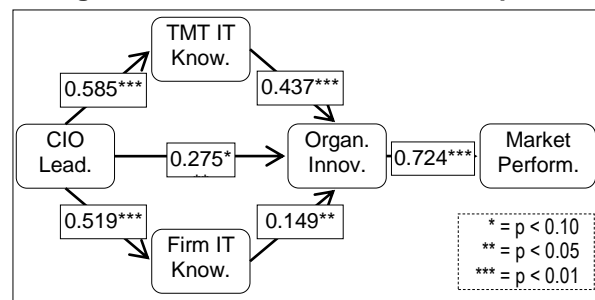 TMT IT
Know.
0.585***
0.437***
CIO
Lead.
0.275*
**
Organ.
Innov.
0.724***
Market
Perform.
0.519***
0.149**
Firm IT
Know.
* = p < 0.10
** = p < 0.05
*** = p < 0.01